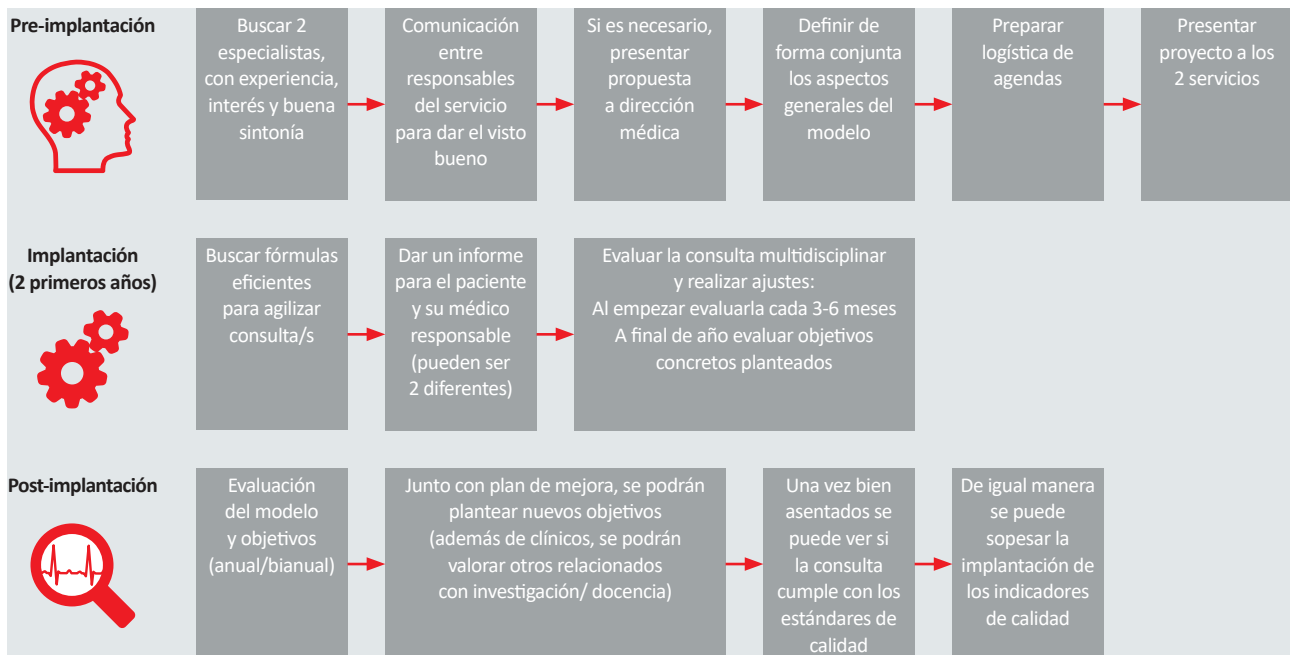 Pre-implantación
Buscar 2
especialistas,
con experiencia,
interés y buena
sintonía
Comunicación
entre
responsables
del servicio
para dar el visto
bueno
Si es necesario,
presentar
propuesta
a dirección
médica
Definir de
forma conjunta
los aspectos
generales del
modelo
Preparar
logística de
agendas
Presentar
proyecto a los
2 servicios
Implantación
(2 primeros años)
Buscar fórmulas
eficientes
para agilizar
consulta/s
Dar un informe
para el paciente
y su médico
responsable
(pueden ser
2 diferentes)
Evaluar la consulta multidisciplinar
y realizar ajustes:
Al empezar evaluarla cada 3-6 meses
A final de año evaluar objetivos
concretos planteados
Post-implantación
Evaluación
del modelo
y objetivos
(anual/bianual)
Junto con plan de mejora, se podrán
plantear nuevos objetivos
(además de clínicos, se podrán
valorar otros relacionados
con investigación/ docencia)
Una vez bien
asentados se
puede ver si
la consulta
cumple con los
estándares de
calidad
De igual manera
se puede
sopesar la
implantación de
los indicadores
de calidad